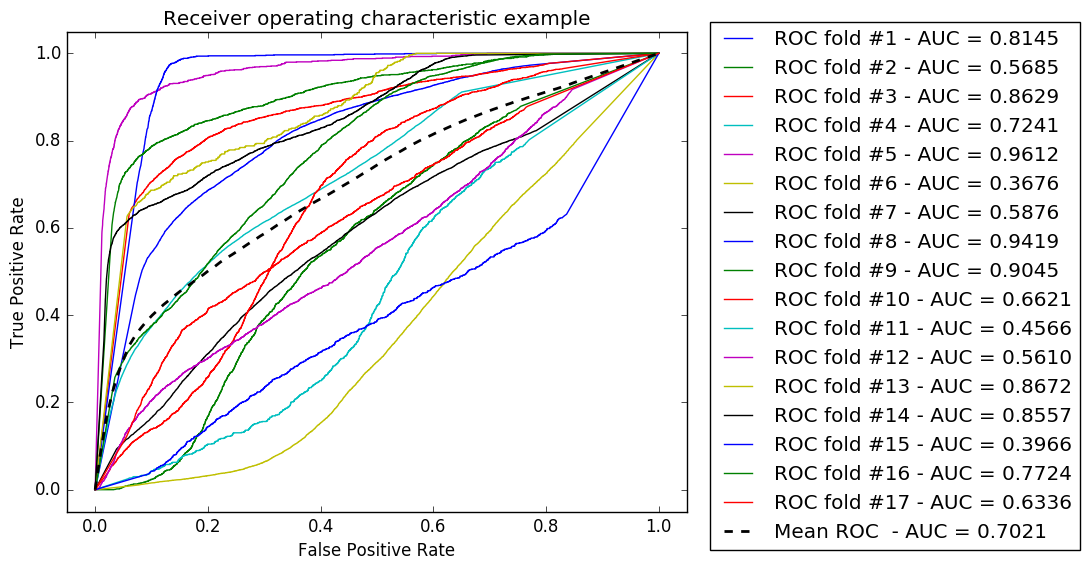 Receiver operating characteristic example
True Positive Rate
1.0
0.8
0.6
0.4
0.2
0.0
0.0 0.2 0.4 0.6 0.8 1.0
False Positive Rate
ROC fold #1 - AUC = 0.8145
ROC fold #2 - AUC = 0.5685
ROC fold #3 - AUC = 0.8629
ROC fold #4 - AUC = 0.7241
ROC fold #5 - AUC = 0.9612
ROC fold #6 - AUC = 0.3676
ROC fold #7 - AUC = 0.5876
ROC fold #8 - AUC = 0.9419
ROC fold #9 - AUC = 0.9045
ROC fold #10 - AUC = 0.6621
ROC fold #11 - AUC = 0.4566
ROC fold #12 - AUC = 0.5610
ROC fold #13 - AUC = 0.8672
ROC fold #14 - AUC = 0.8557
ROC fold #15 - AUC = 0.3966
ROC fold #16 - AUC = 0.7724
ROC fold #17 - AUC = 0.6336
Mean ROC  - AUC = 0.7021